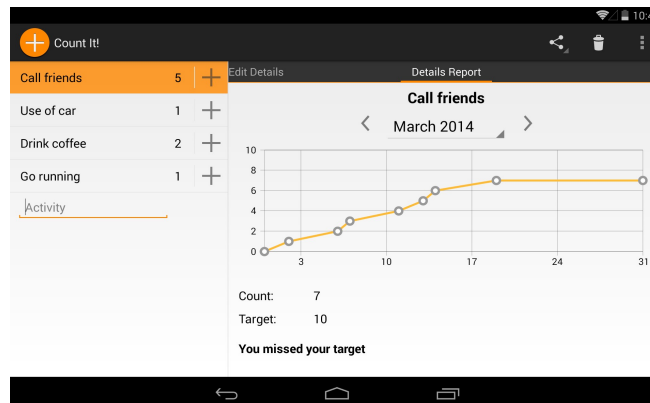 10:4
Count It!
Call friends 5
Use of car 1
Drink coffee 2
Go running 1
Activity
Edit Details Details Report
Call friends
March 2014
10
8
6
4
2
0
3 10 17 24 31
Count: 7
Target: 10
You missed your target